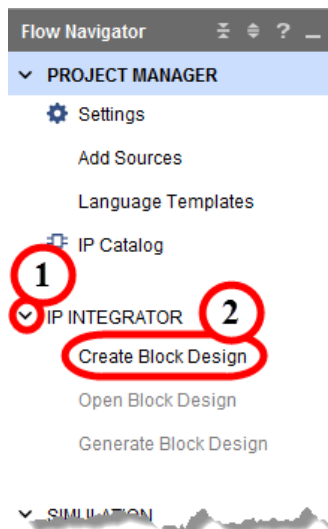 Flow Navigator ?
PROJECT MANAGER
Settings
Add Sources
Language Templates
IP Catalog
1
IP INTEGRATOR
2
Create Block Design
Open Block Design
Generate Block Design
SIMULATION